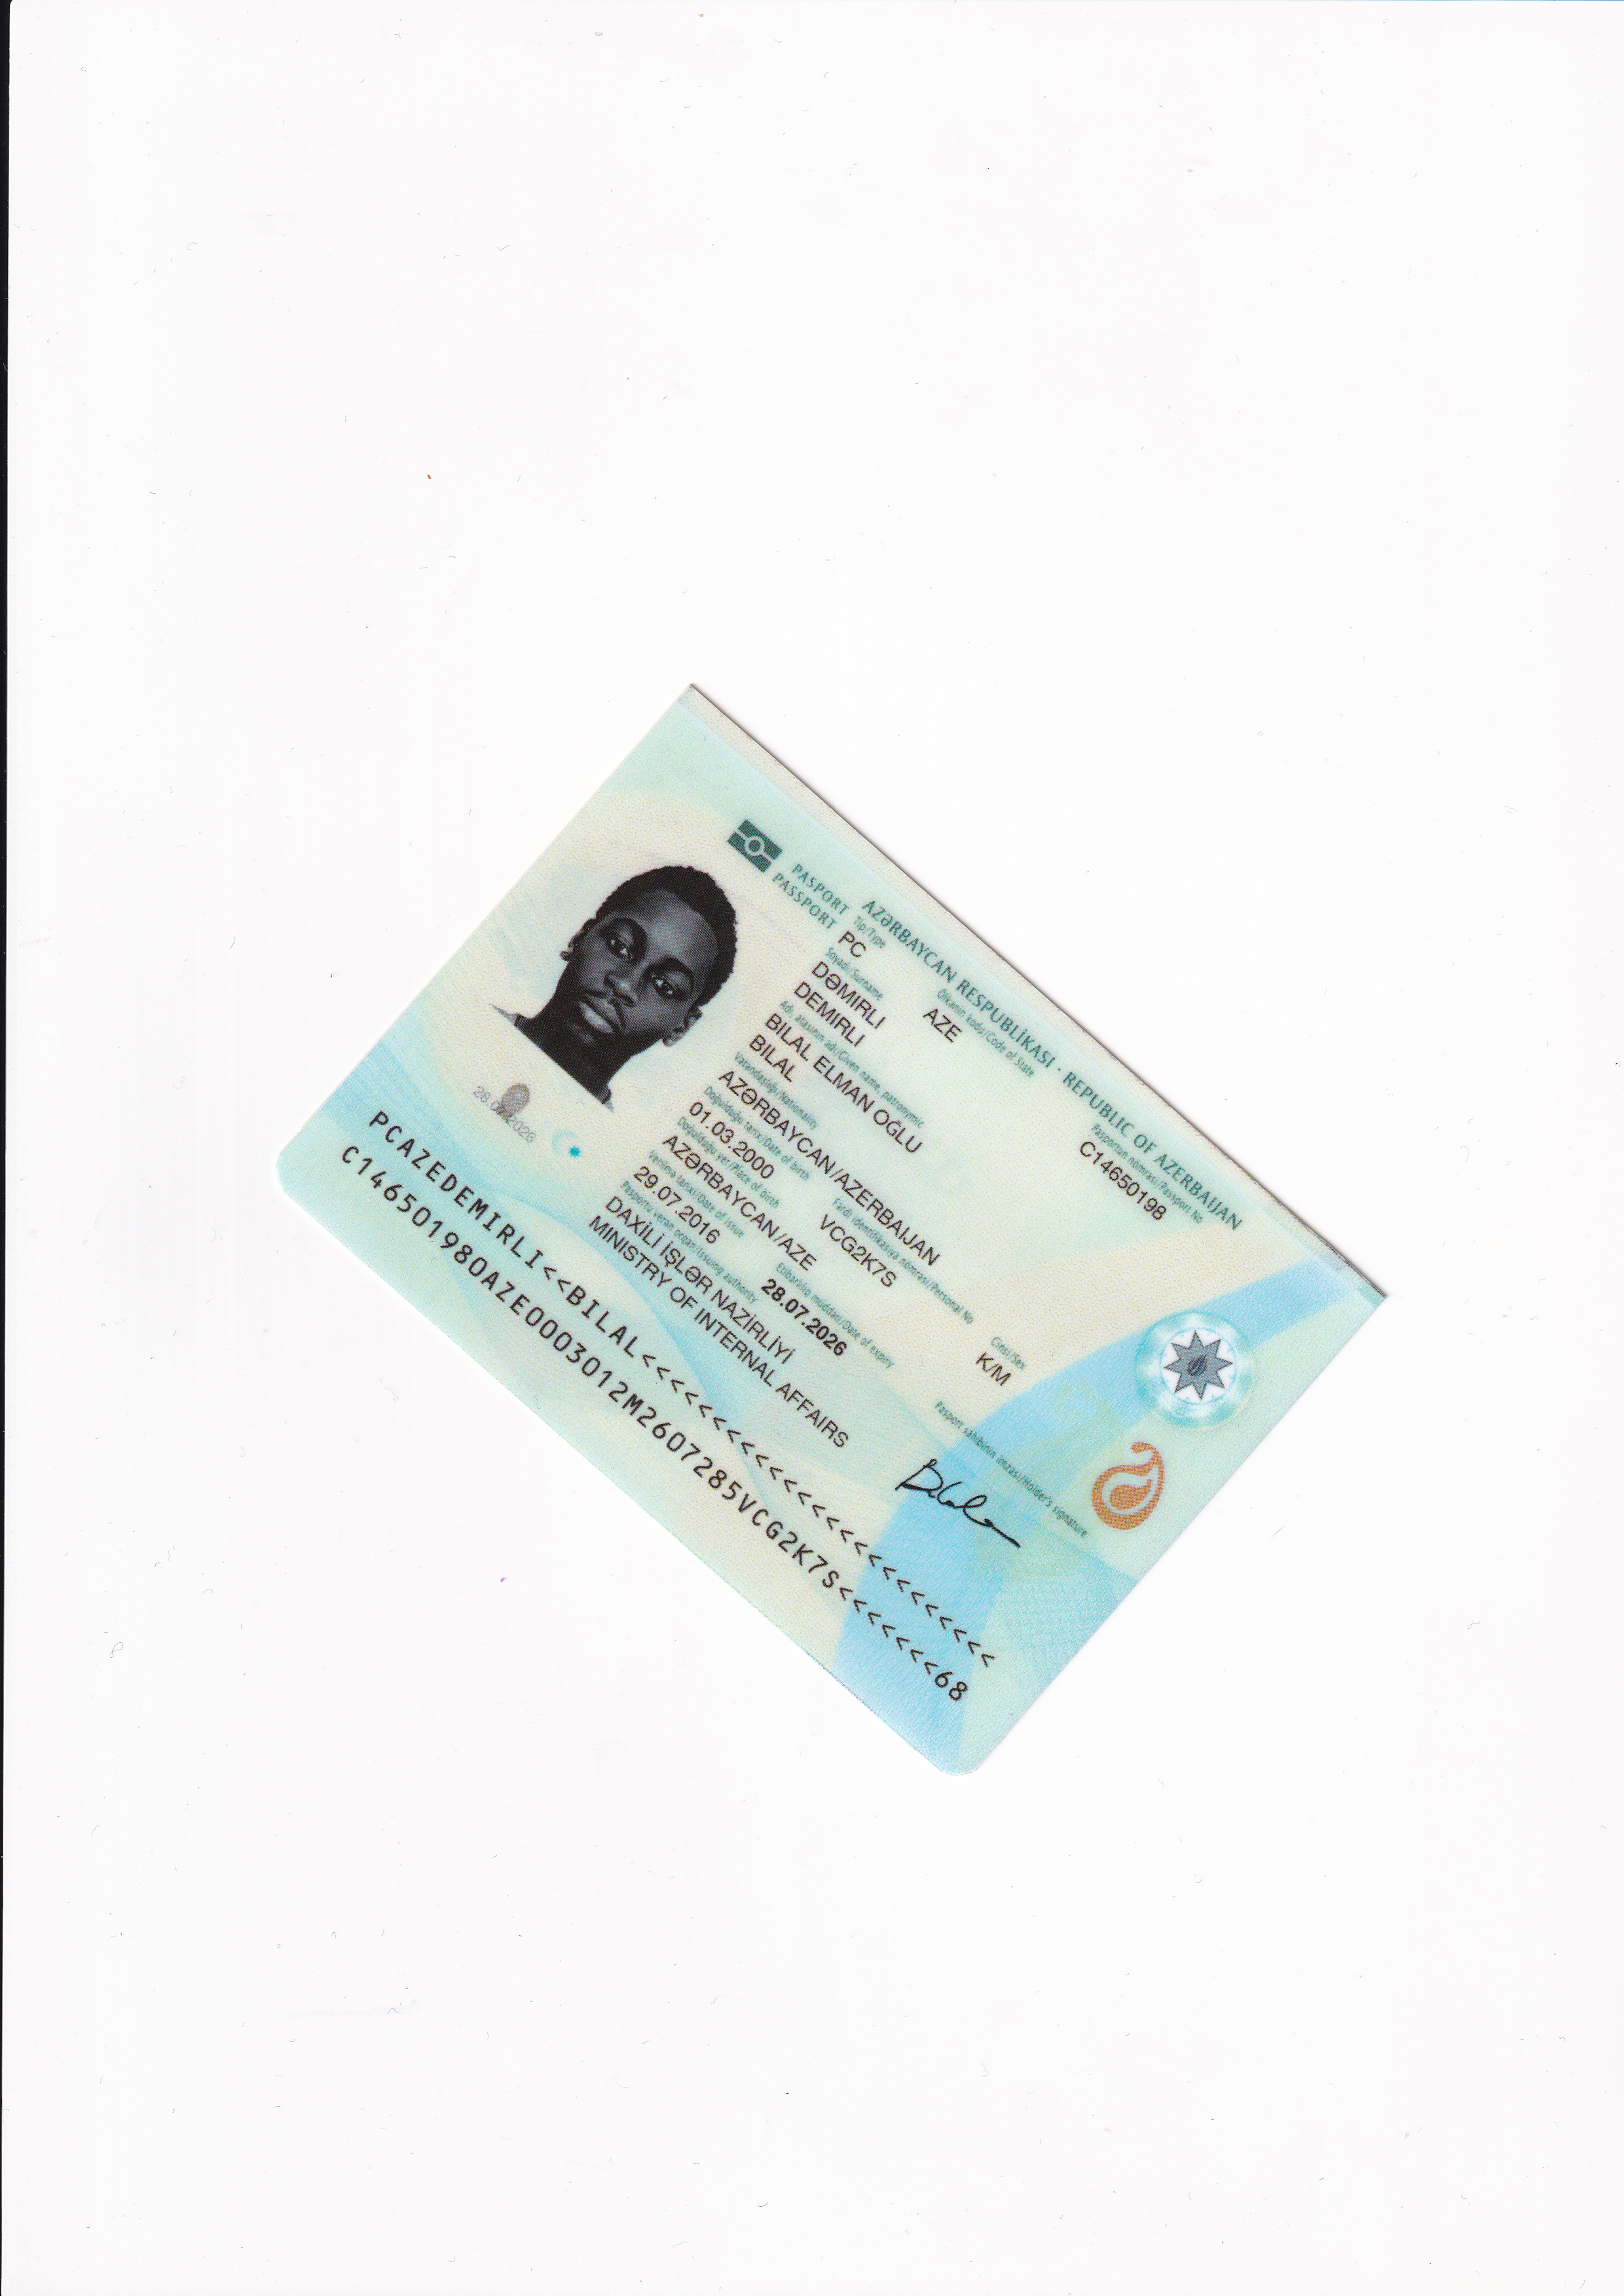 AZƏRBAYCAN RESPUBLİKASI · REPUBLIC OF AZERBAIJAN
PASPORT
PASSPORT
Tip/Type
Ölkənin kodu/Code of State
Pasportun nömrəsi/Passport No
PC
AZE
C14650198
Soyadı/Surname
DƏMIRLI
DEMIRLI
Adı, atasının adı/Given name, patronymic
BILAL ELMAN OĞLU
BILAL
Vətəndaşlığı/Nationality
AZƏRBAYCAN/AZERBAIJAN
Doğulduğu tarix/Date of birth
Fərdi identifikasiya nömrəsi/Personal No
01.03.2000
VCG2K7S
Doğulduğu yer/Place of birth
Cinsi/Sex
AZƏRBAYCAN/AZE
K/M
Verilmə tarixi/Date of issue
Etibarlılıq müddəti/Date of expiry
29.07.2016
28.07.2026
Pasportu verən orqan/Issuing authority
Pasport sahibinin imzası/Holder's signature
DAXİLİ İŞLƏR NAZİRLİYİ
MINISTRY OF INTERNAL AFFAIRS
28.07.2026
PCAZEDEMIRLI<<BILAL<<<<<<<<<<<<<<<<<<<<<<<<<
C146501980AZE0003012M2607285VCG2K7S<<<<<<<68